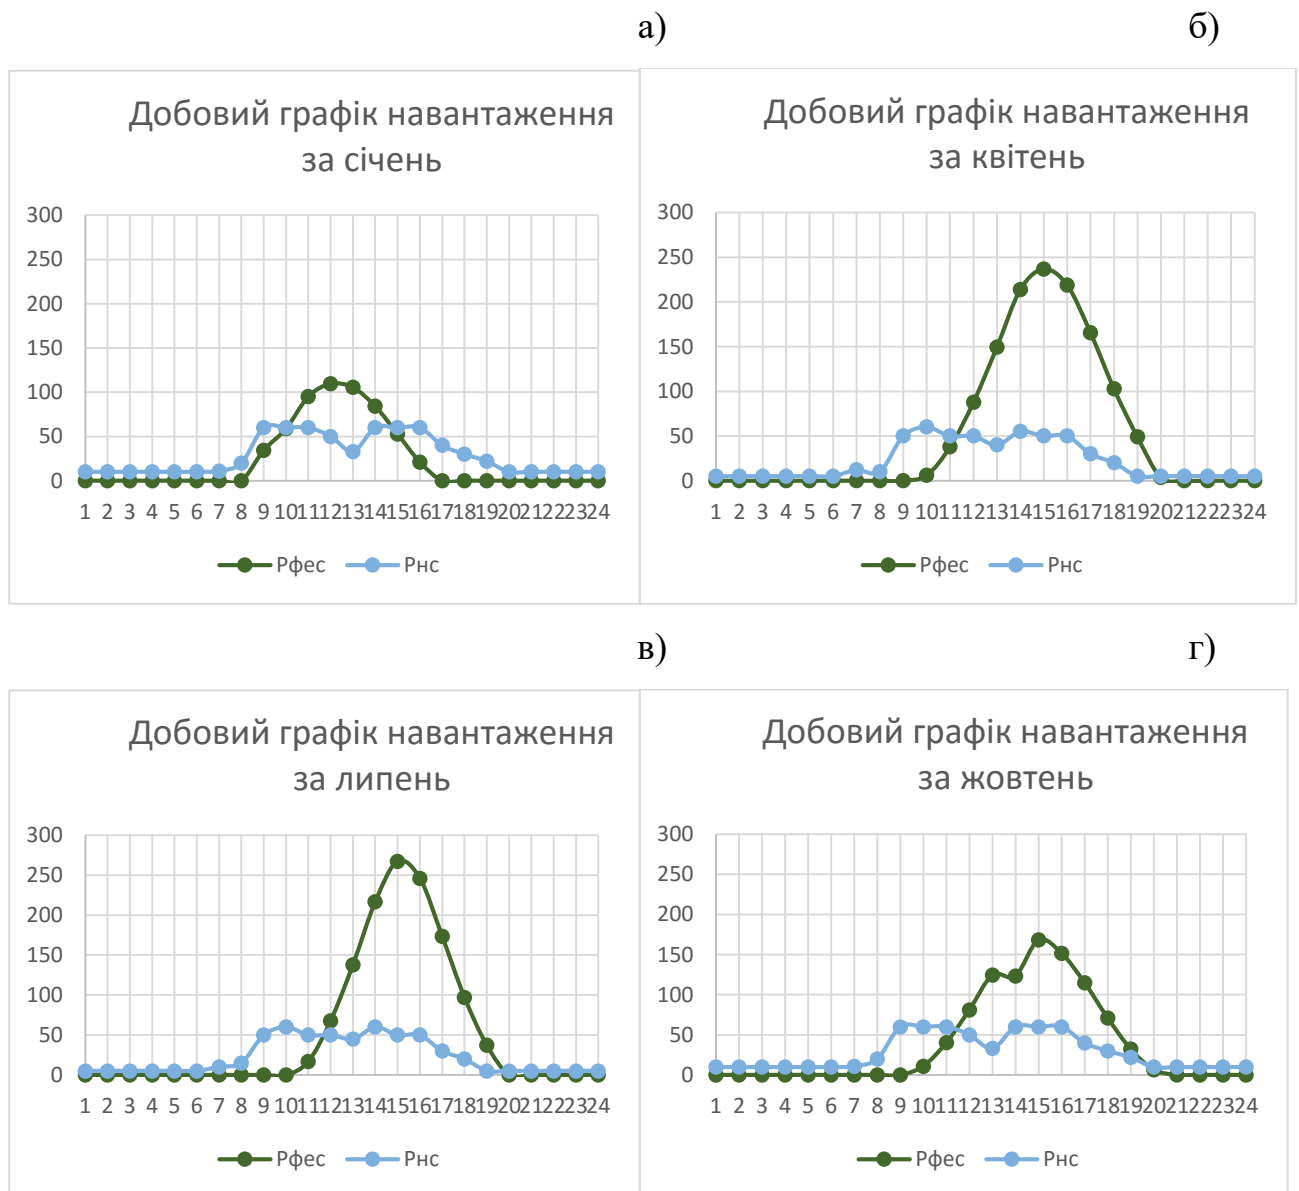 а) б)
Добовий графік навантаження
за січень
300
250
200
150
100
50
0
1 2 3 4 5 6 7 8 9 10 11 12 13 14 15 16 17 18 19 20 21 22 23 24
Рфес Рнс
Добовий графік навантаження
за квітень
300
250
200
150
100
50
0
1 2 3 4 5 6 7 8 9 10 11 12 13 14 15 16 17 18 19 20 21 22 23 24
Рфес Рнс
в) г)
Добовий графік навантаження
за липень
300
250
200
150
100
50
0
1 2 3 4 5 6 7 8 9 10 11 12 13 14 15 16 17 18 19 20 21 22 23 24
Рфес Рнс
Добовий графік навантаження
за жовтень
300
250
200
150
100
50
0
1 2 3 4 5 6 7 8 9 10 11 12 13 14 15 16 17 18 19 20 21 22 23 24
Рфес Рнс